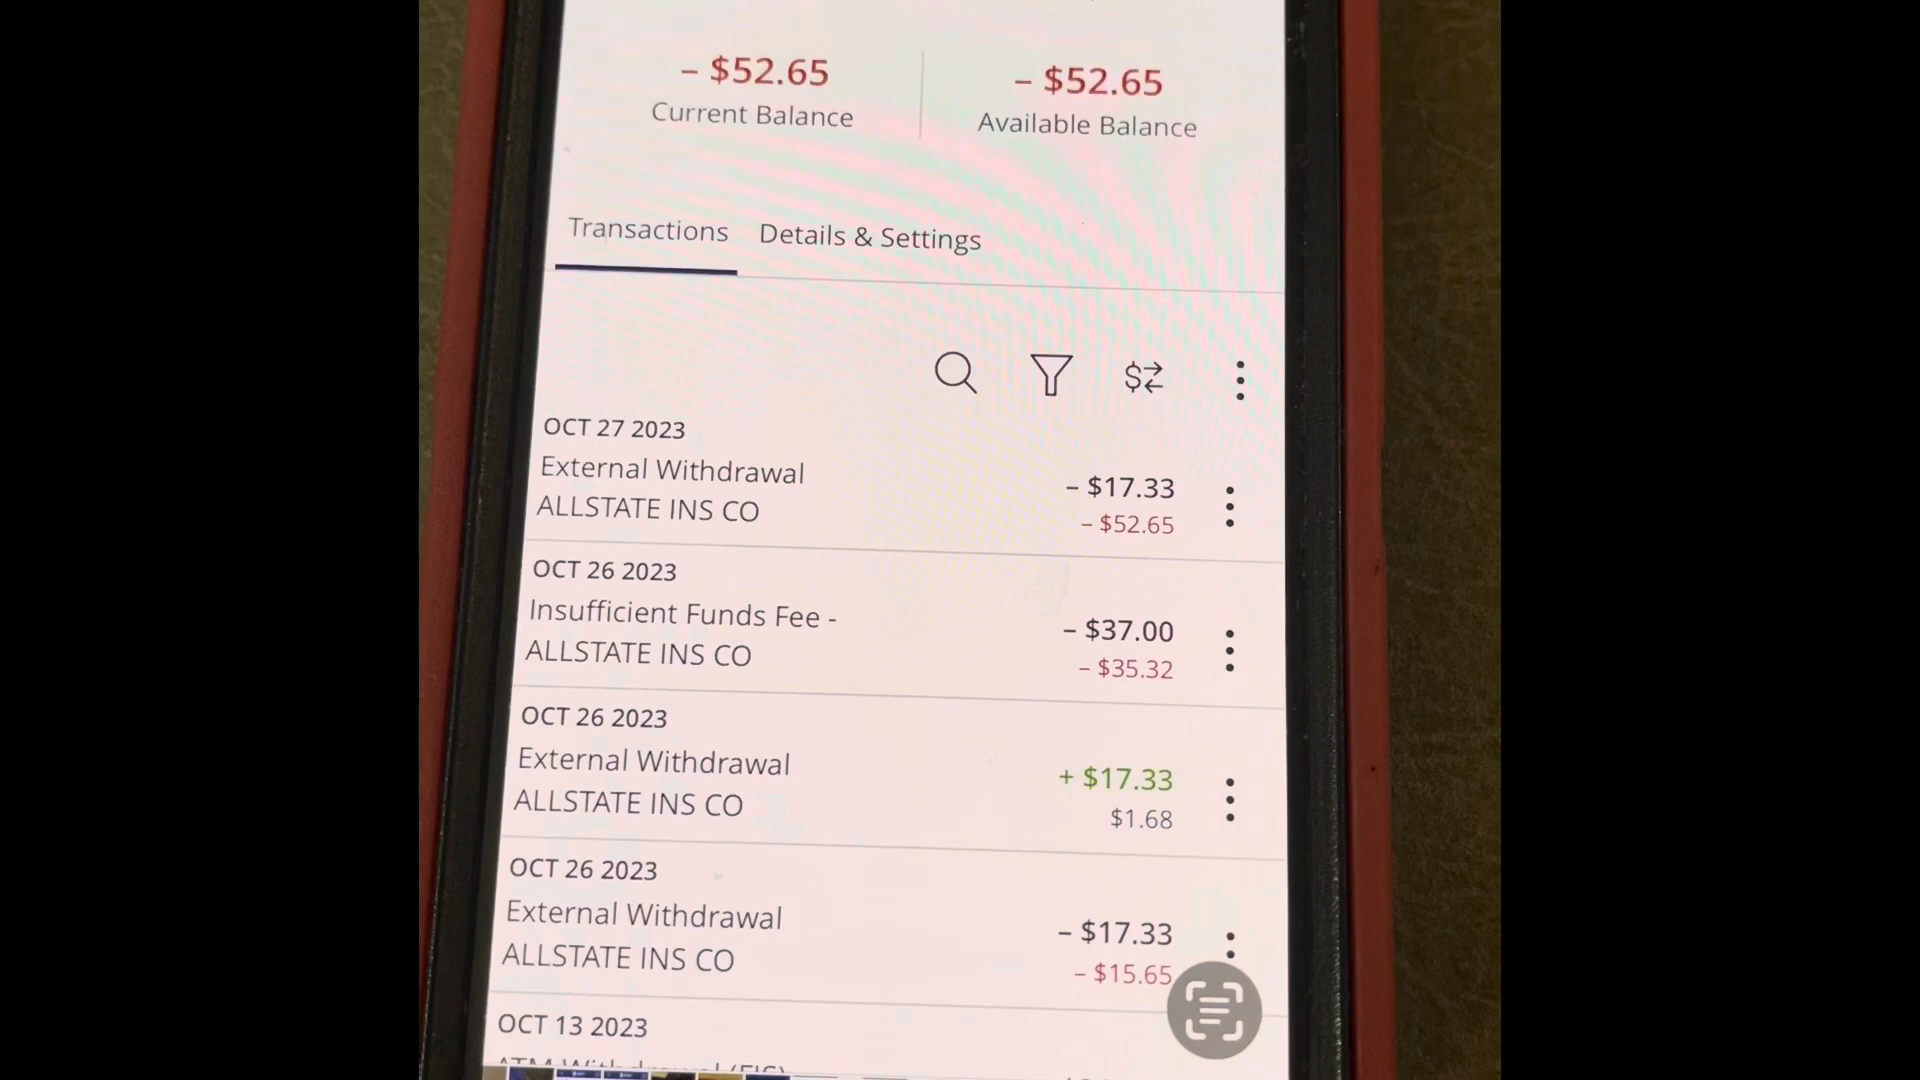 – $52.65
Current Balance
– $52.65
Available Balance
Transactions
Details & Settings
OCT 27 2023
External Withdrawal
ALLSTATE INS CO
– $17.33
– $52.65
OCT 26 2023
Insufficient Funds Fee -
ALLSTATE INS CO
– $37.00
– $35.32
OCT 26 2023
External Withdrawal
ALLSTATE INS CO
+ $17.33
$1.68
OCT 26 2023
External Withdrawal
ALLSTATE INS CO
– $17.33
– $15.65
OCT 13 2023